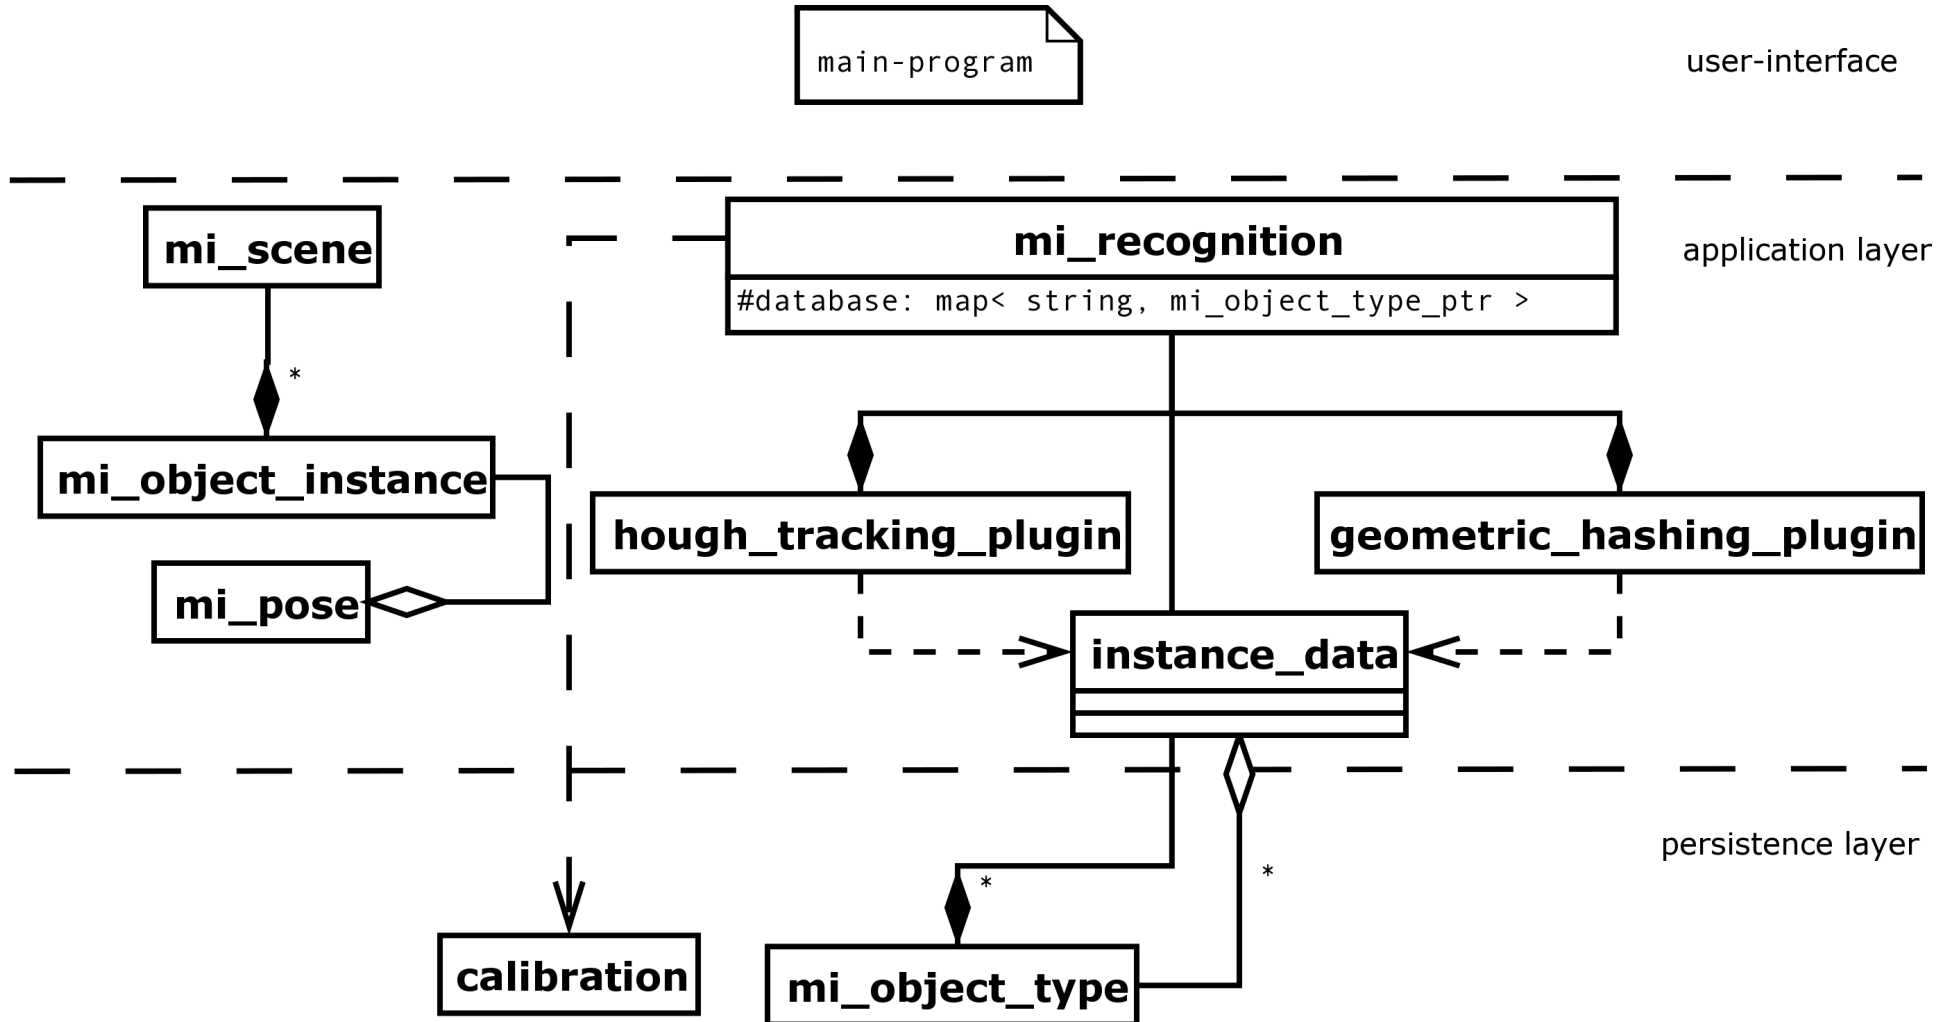 main-program
user-interface
mi_scene
mi_recognition
application layer
#database: map< string, mi_object_type_ptr >
*
mi_object_instance
hough_tracking_plugin
geometric_hashing_plugin
mi_pose
instance_data
persistence layer
*
*
calibration
mi_object_type